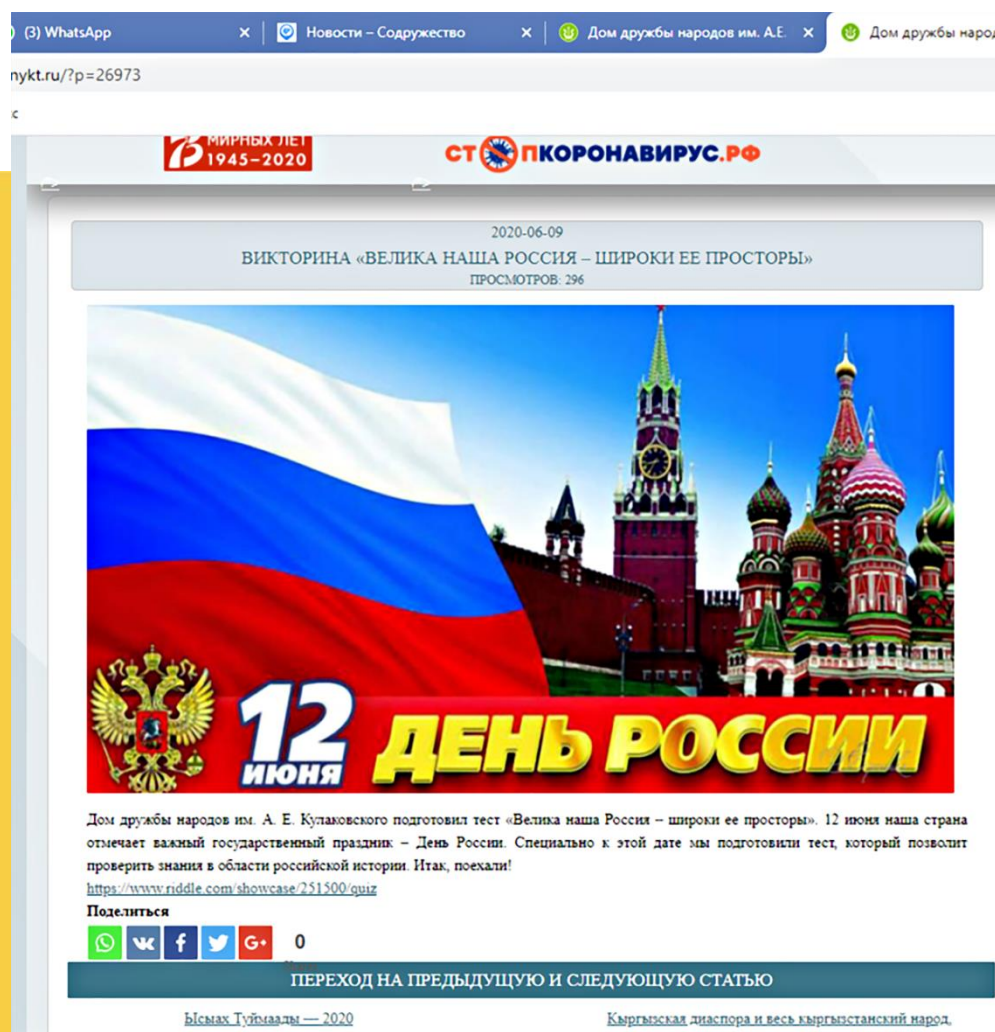 (3) WhatsApp
Новости – Содружество
Дом дружбы народов им. А.Е.
Дом дружбы народ
nykt.ru/?p=26973
75 МИРНЫХ ЛЕТ
1945–2020
СТОПКОРОНАВИРУС.РФ
2020-06-09
ВИКТОРИНА «ВЕЛИКА НАША РОССИЯ – ШИРОКИ ЕЕ ПРОСТОРЫ»
ПРОСМОТРОВ: 296
12 ИЮНЯ
ДЕНЬ РОССИИ
Дом дружбы народов им. А. Е. Кулаковского подготовил тест «Велика наша Россия – широки ее просторы». 12 июня наша страна
отмечает важный государственный праздник – День России. Специально к этой дате мы подготовили тест, который позволит
проверить знания в области российской истории. Итак, поехали!
https://www.riddle.com/showcase/251500/quiz
Поделиться
G+ 0
ПЕРЕХОД НА ПРЕДЫДУЩУЮ И СЛЕДУЮЩУЮ СТАТЬЮ
Ысыах Туймаады — 2020
Кыргызская диаспора и весь кыргызстанский народ,